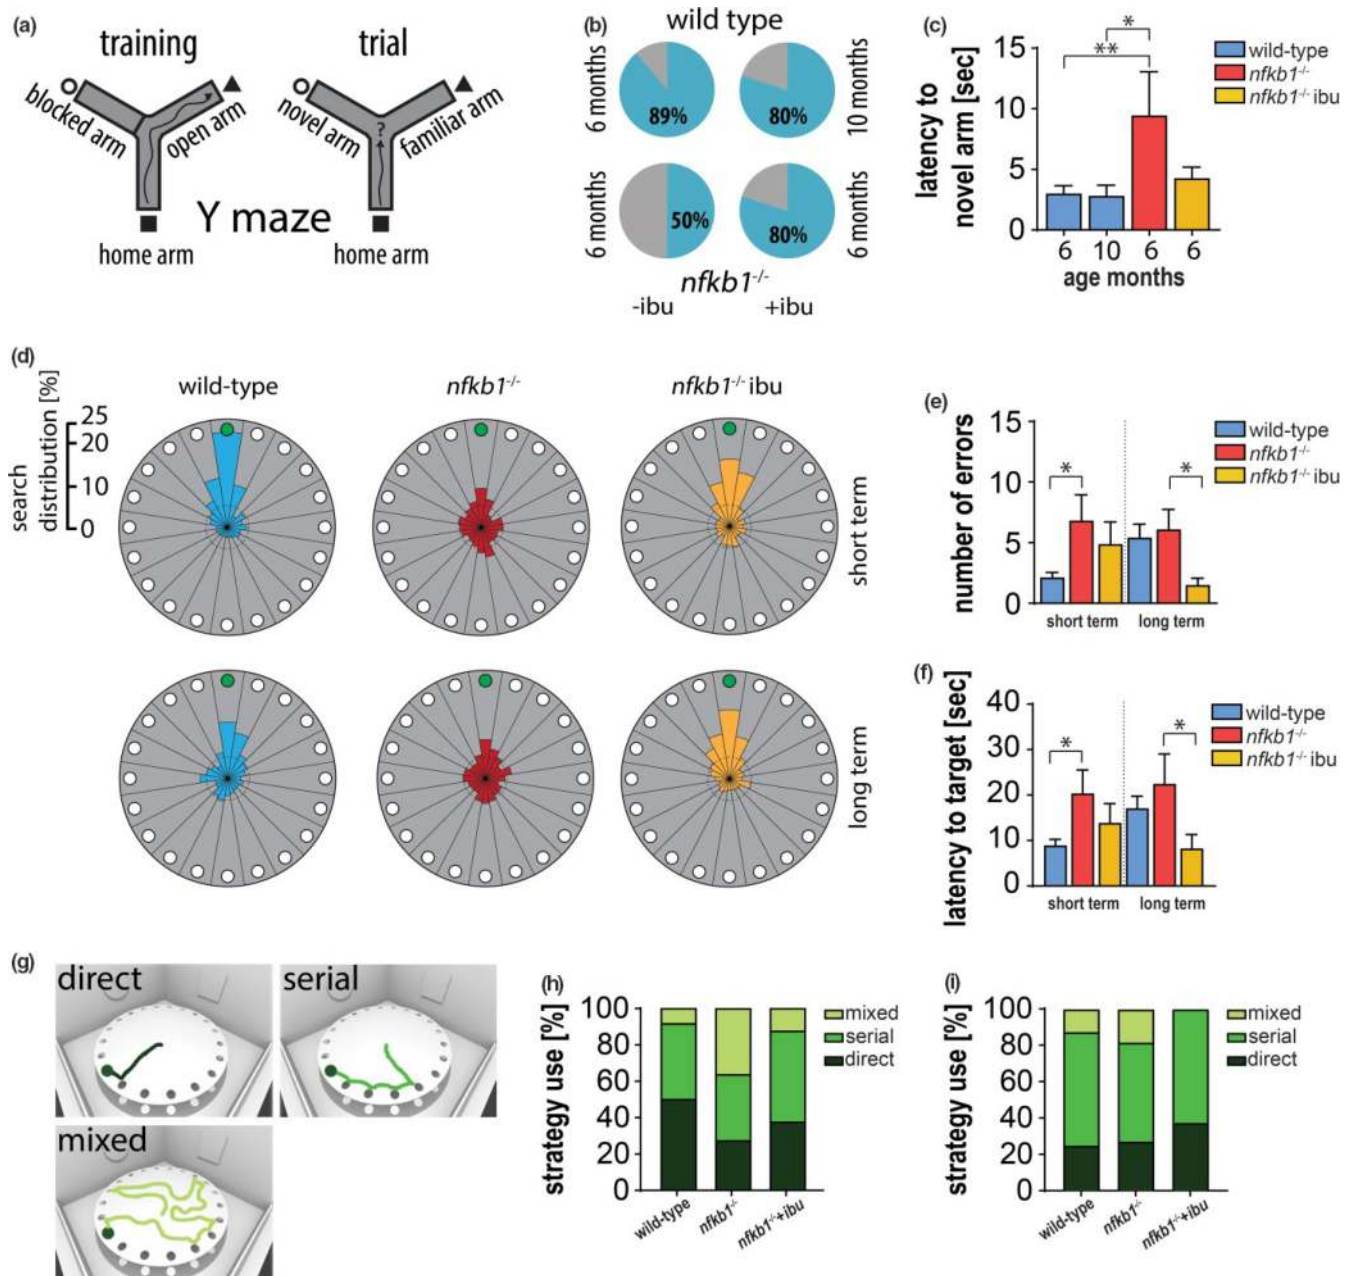 (a)
training
trial
blocked arm
open arm
novel arm
familiar arm
?
Y maze
home arm
home arm
(b)
wild type
6 months
89%
80%
10 months
6 months
50%
80%
6 months
nfkb1-/-
-ibu
+ibu
(c)
latency to
novel arm [sec]
15
10
5
0
**
*
6 10 6 6
age months
wild-type
nfkb1-/-
nfkb1-/- ibu
(d)
search
distribution [%]
25
20
10
0
wild-type
nfkb1-/-
nfkb1-/- ibu
short term
long term
(e)
number of errors
15
10
5
0
*
*
short term
long term
wild-type
nfkb1-/-
nfkb1-/- ibu
(f)
latency to target [sec]
40
30
20
10
0
*
*
short term
long term
wild-type
nfkb1-/-
nfkb1-/- ibu
(g)
direct
serial
mixed
(h)
strategy use [%]
100
80
60
40
20
0
wild-type
nfkb1-/-
nfkb1-/-+ibu
mixed
serial
direct
(i)
strategy use [%]
100
80
60
40
20
0
wild-type
nfkb1-/-
nfkb1-/-+ibu
mixed
serial
direct